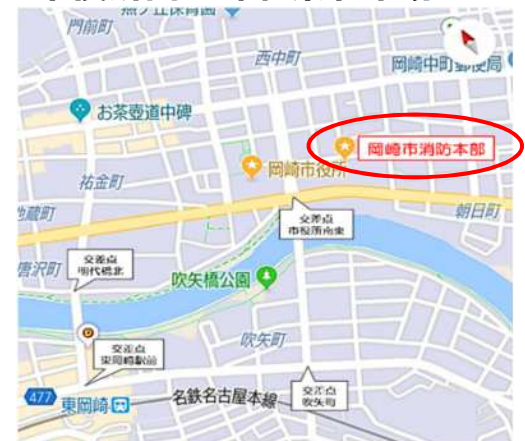 門前町
西中町
岡崎中町郵便局
お茶壺道中碑
岡崎市消防本部
岡崎市役所
祐金町
朝日町
交差点
市役所南東
唐沢町
交差点
明代橋北
吹矢橋公園
吹矢町
交差点
東岡崎駅前
477
東岡崎
名鉄名古屋本線
交差点
吹矢町